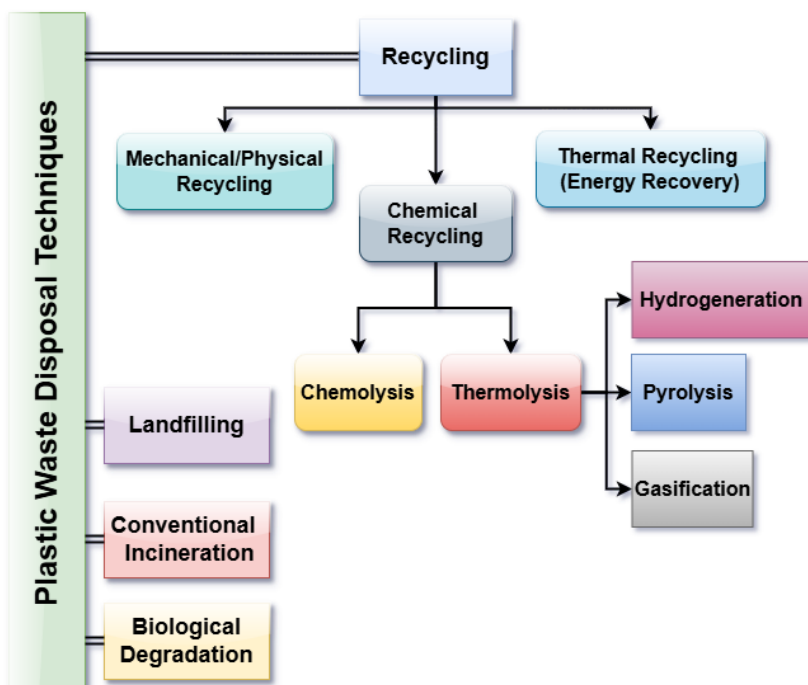 Plastic Waste Disposal Techniques
Recycling
Mechanical/Physical
Recycling
Thermal Recycling
(Energy Recovery)
Chemical
Recycling
Hydrogeneration
Chemolysis
Thermolysis
Pyrolysis
Gasification
Landfilling
Conventional
Incineration
Biological
Degradation